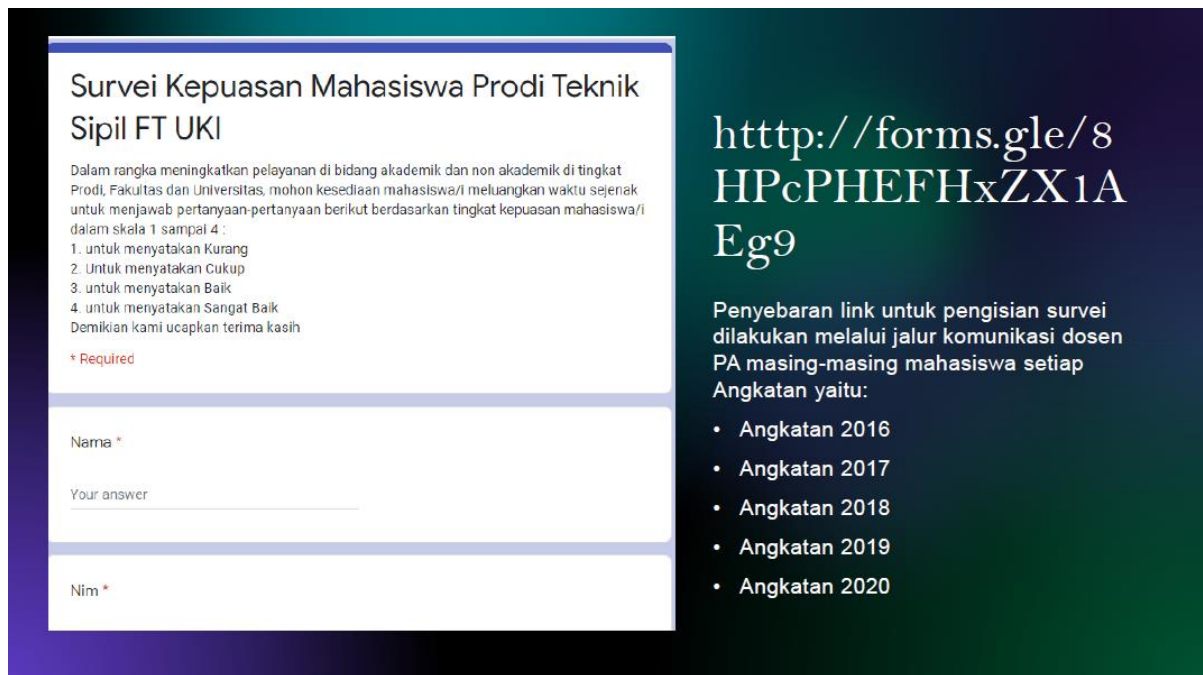 Survei Kepuasan Mahasiswa Prodi Teknik
Sipil FT UKI
Dalam rangka meningkatkan pelayanan di bidang akademik dan non akademik di tingkat
Prodi, Fakultas dan Universitas, mohon kesediaan mahasiswa/i meluangkan waktu sejenak
untuk menjawab pertanyaan-pertanyaan berikut berdasarkan tingkat kepuasan mahasiswa/i
dalam skala 1 sampai 4 :
1. untuk menyatakan Kurang
2. Untuk menyatakan Cukup
3. untuk menyatakan Baik
4. untuk menyatakan Sangat Baik
Demikian kami ucapkan terima kasih
* Required
Nama *
Your answer
Nim *
htttp://forms.gle/8
HPcPHEFHxZX1A
Eg9
Penyebaran link untuk pengisian survei
dilakukan melalui jalur komunikasi dosen
PA masing-masing mahasiswa setiap
Angkatan yaitu:
• Angkatan 2016
• Angkatan 2017
• Angkatan 2018
• Angkatan 2019
• Angkatan 2020